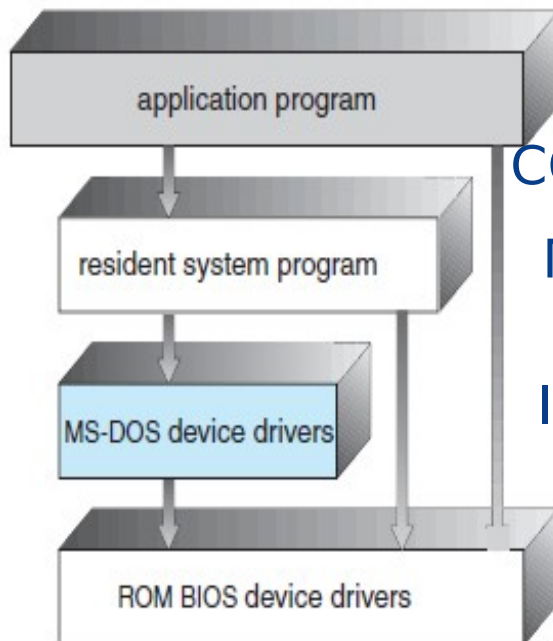 application program
resident system program
MS-DOS device drivers
ROM BIOS device drivers